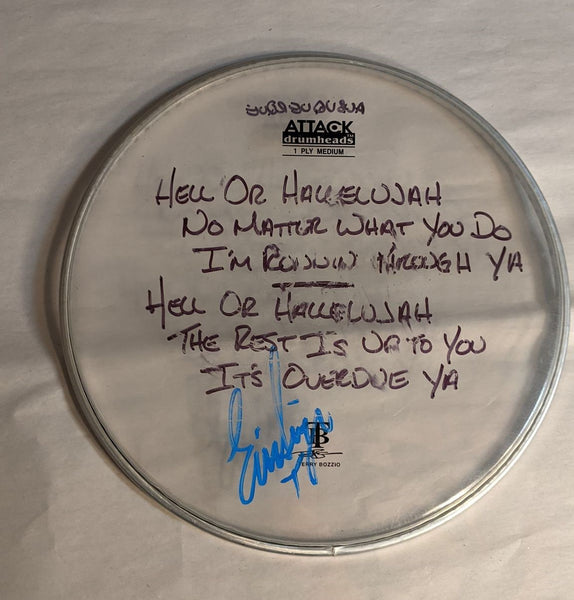 ATTACK
drumheads
1 PLY MEDIUM
HELL OR HALLELUJAH
NO MATTER WHAT YOU DO
I'M THROUGH YA
HELL OR HALLELUJAH
THE REST IS UP TO YOU
IT'S OVERDUE YA
TB
TERRY BOZZIO